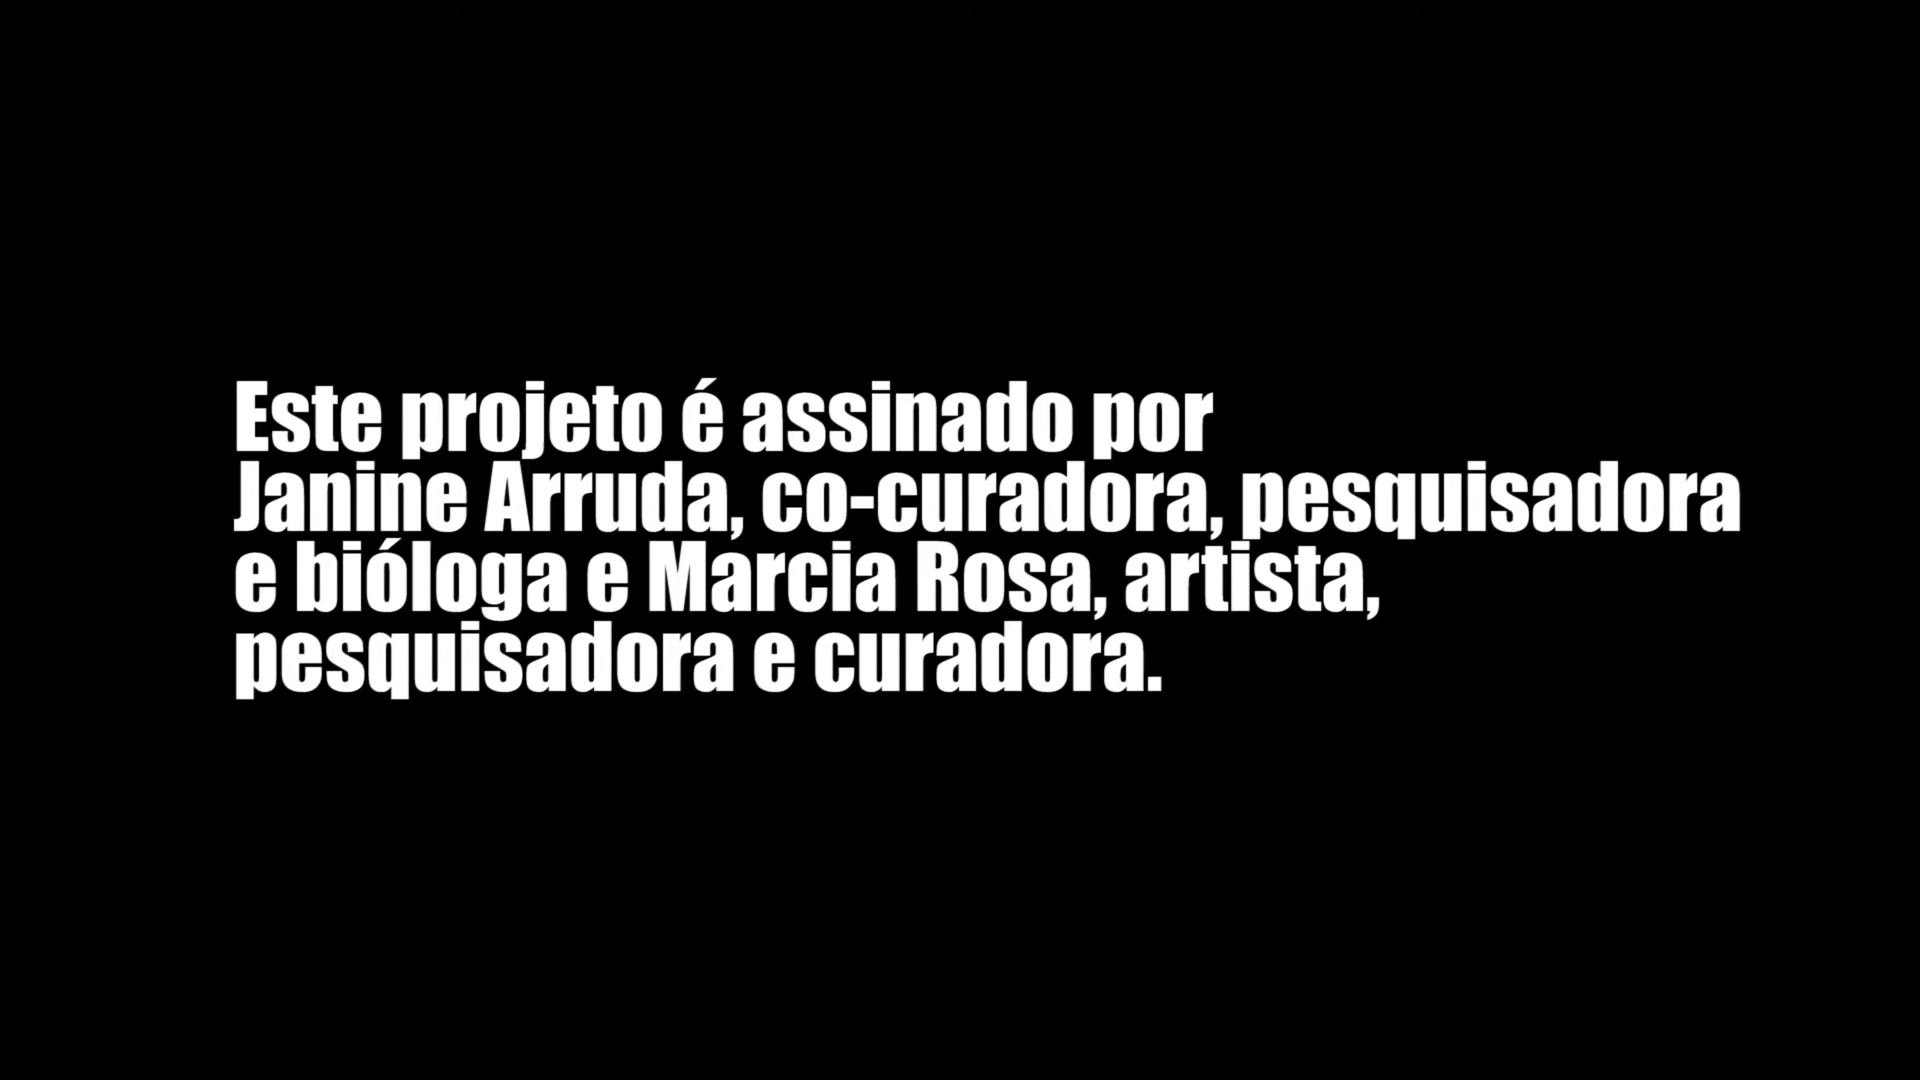 Este projeto é assinado por
Janine Arruda, co-curadora, pesquisadora
e bióloga e Marcia Rosa, artista,
pesquisadora e curadora.